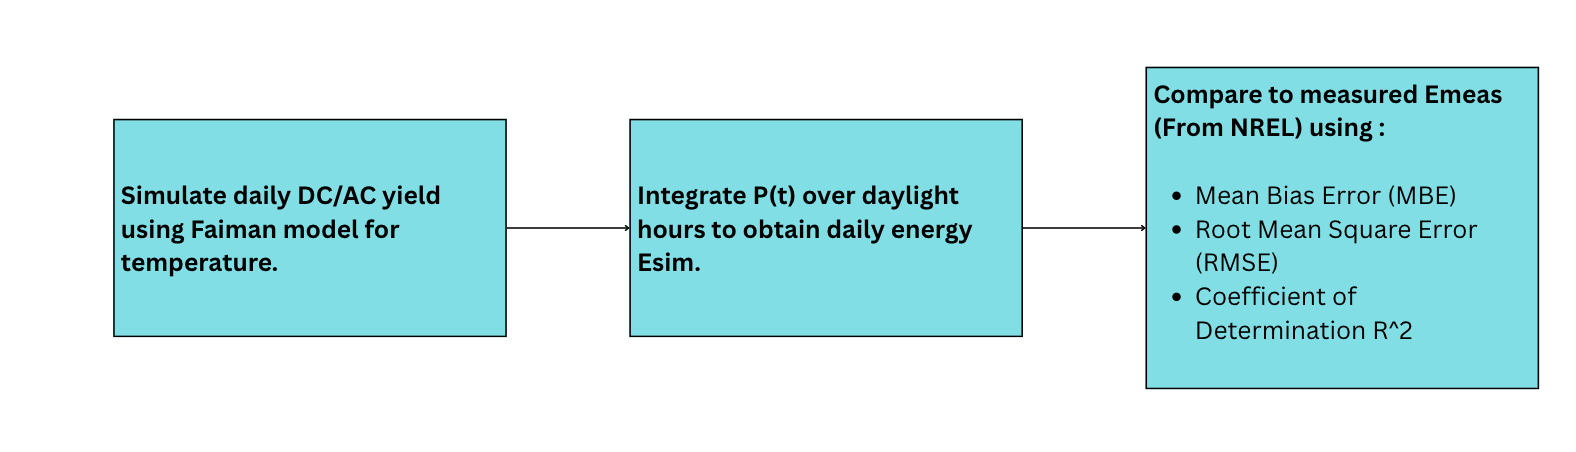 Simulate daily DC/AC yield
using Faiman model for
temperature.
Integrate P(t) over daylight
hours to obtain daily energy
Esim.
Compare to measured Emeas
(From NREL) using :
• Mean Bias Error (MBE)
• Root Mean Square Error
(RMSE)
• Coefficient of
Determination R^2